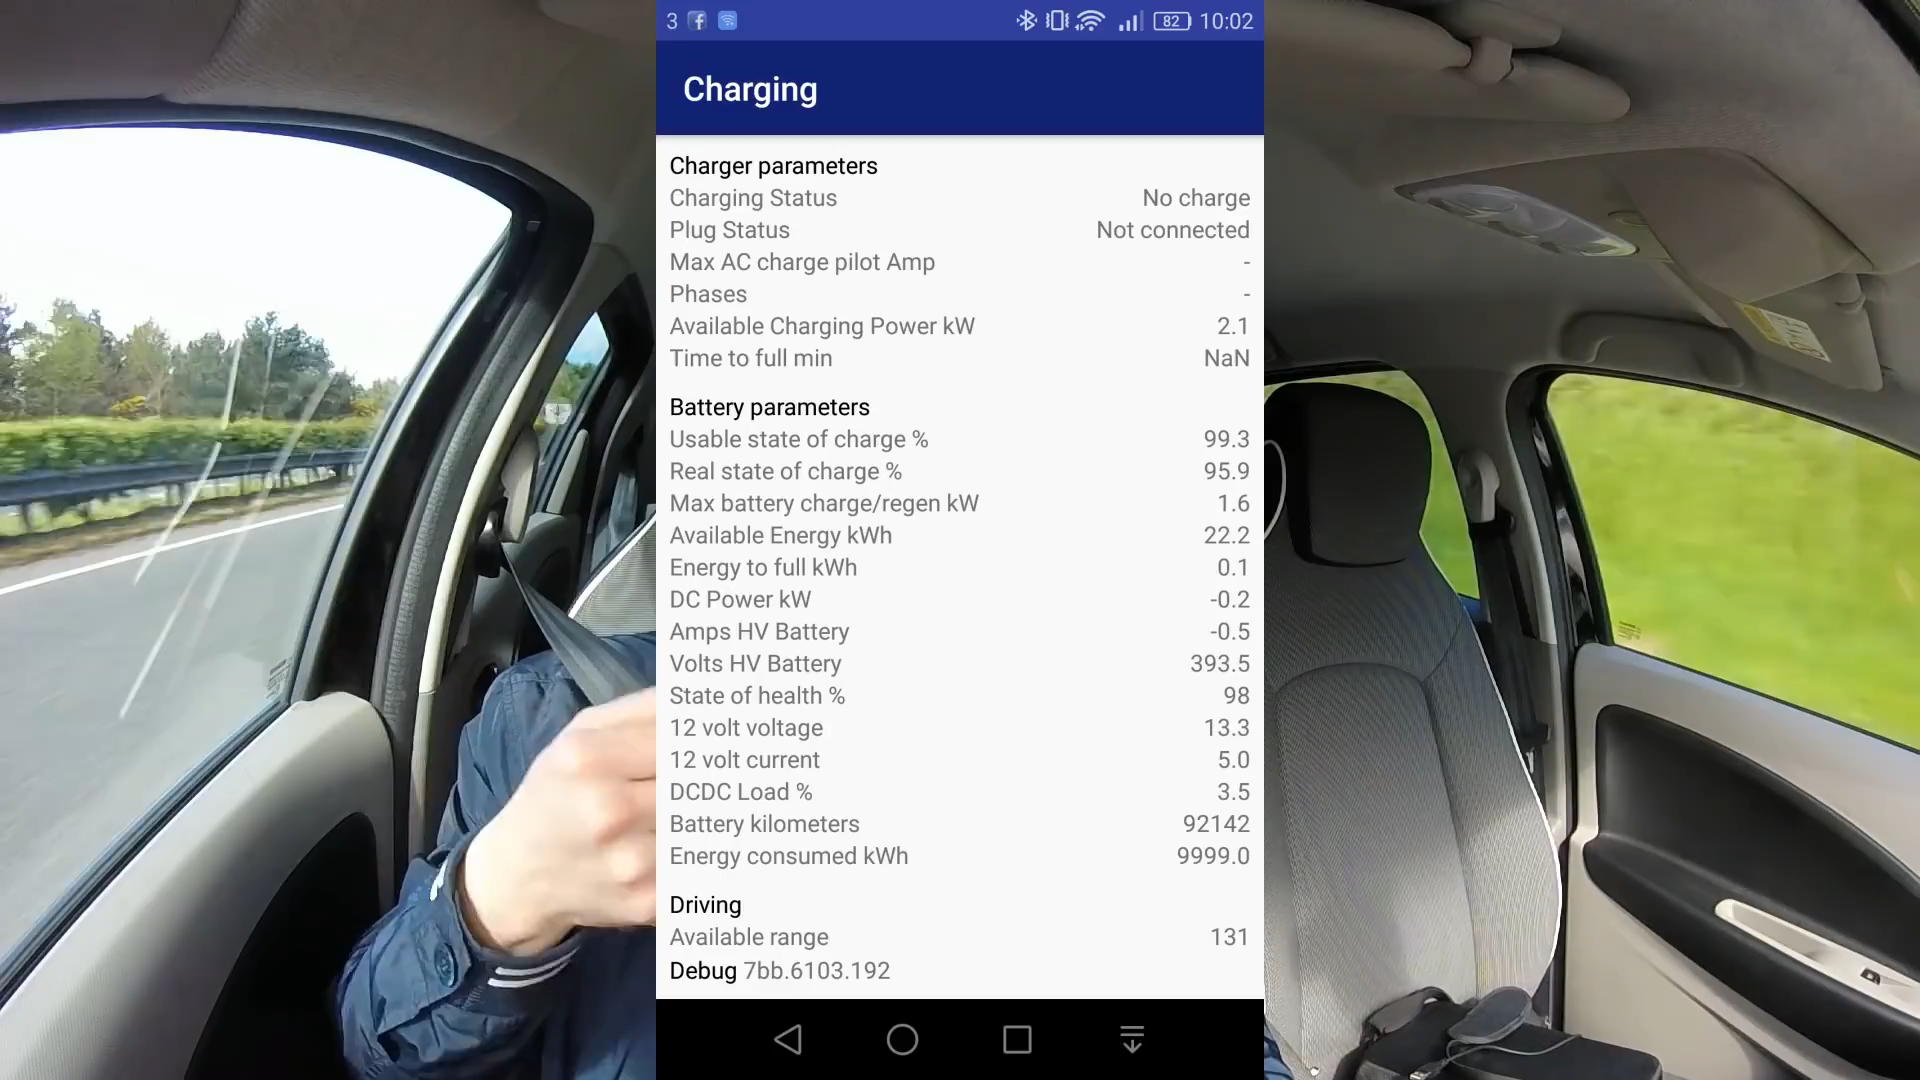 3 82 10:02
Charging
Charger parameters
Charging Status No charge
Plug Status Not connected
Max AC charge pilot Amp -
Phases -
Available Charging Power kW 2.1
Time to full min NaN
Battery parameters
Usable state of charge % 99.3
Real state of charge % 95.9
Max battery charge/regen kW 1.6
Available Energy kWh 22.2
Energy to full kWh 0.1
DC Power kW -0.2
Amps HV Battery -0.5
Volts HV Battery 393.5
State of health % 98
12 volt voltage 13.3
12 volt current 5.0
DCDC Load % 3.5
Battery kilometers 92142
Energy consumed kWh 9999.0
Driving
Available range 131
Debug 7bb.6103.192